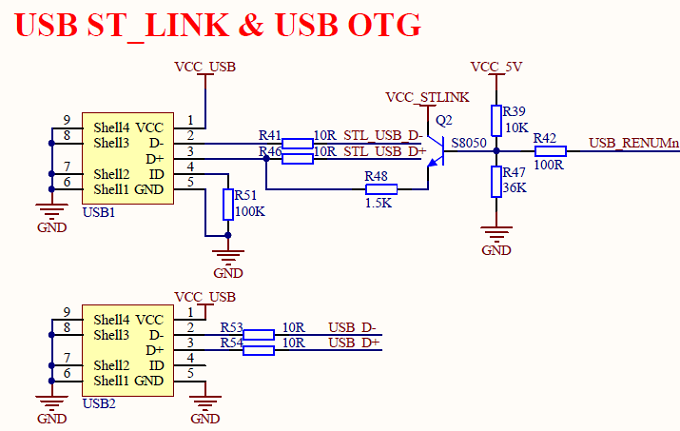 USB ST_LINK & USB OTG
VCC_USB
VCC_5V
VCC_STLINK
9 Shell4 VCC 1
8 Shell3 D- 2
D+ 3
7 Shell2 ID 4
6 Shell1 GND 5
USB1
GND
R41 10R STL_USB_D-
R46 10R STL_USB_D+
R48
1.5K
R51
100K
GND
Q2
S8050
R39
10K
R42
100R
USB_RENUMn
R47
36K
GND
VCC_USB
9 Shell4 VCC 1
8 Shell3 D- 2
D+ 3
7 Shell2 ID 4
6 Shell1 GND 5
USB2
GND
GND
R53 10R USB_D-
R54 10R USB_D+